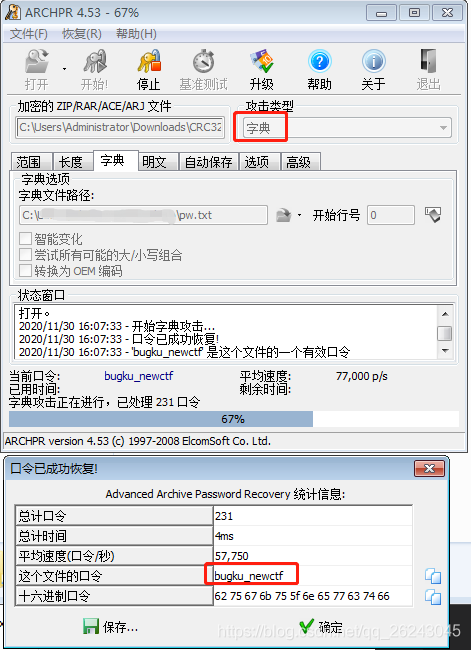 ARCHPR 4.53 - 67%
文件(F) 恢复(R) 帮助(H)
打开 开始! 停止 基准测试 升级 帮助 关于 退出
加密的 ZIP/RAR/ACE/ARJ 文件 攻击类型
C:\Users\Administrator\Downloads\CRC32 字典
范围 长度 字典 明文 自动保存 选项 高级
字典选项
字典文件路径:
\pw.txt 开始行号 0
智能变化
尝试所有可能的大/小写组合
转换为 OEM 编码
状态窗口
打开。
2020/11/30 16:07:33 - 开始字典攻击...
2020/11/30 16:07:33 - 口令已成功恢复!
2020/11/30 16:07:33 - 'bugku_newctf' 是这个文件的一个有效口令
当前口令: bugku_newctf 平均速度: 77,000 p/s
已用时间: 剩余时间:
字典攻击正在进行，已处理 231 口令
67%
ARCHPR version 4.53 (c) 1997-2008 ElcomSoft Co. Ltd.
口令已成功恢复!
Advanced Archive Password Recovery 统计信息:
总计口令 231
总计时间 4ms
平均速度(口令/秒) 57,750
这个文件的口令 bugku_newctf
十六进制口令 62 75 67 6b 75 5f 6e 65 77 63 74 66
保存... 确定
https://blog.csdn.net/qq_26243045